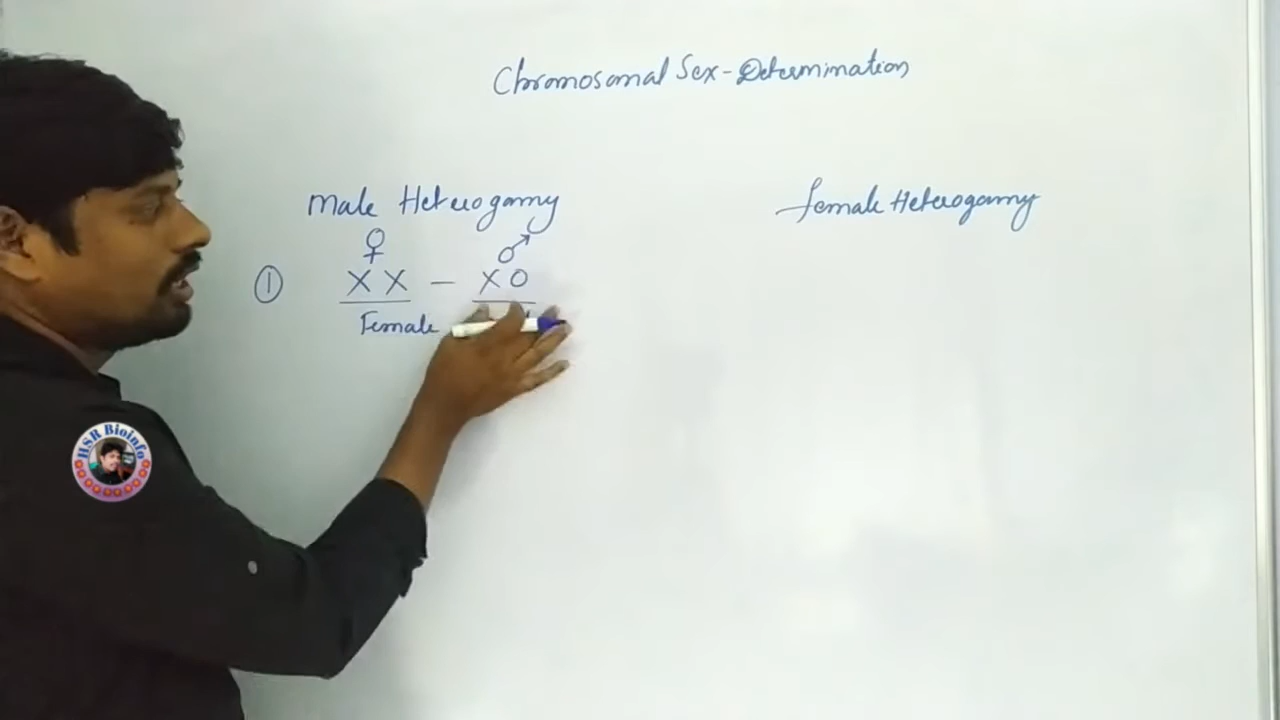 Chromosomal Sex-Determination
Male Heterogamy
female Heterogamy
♀ ♂
① XX - XO
Female
HSR Bioinfo